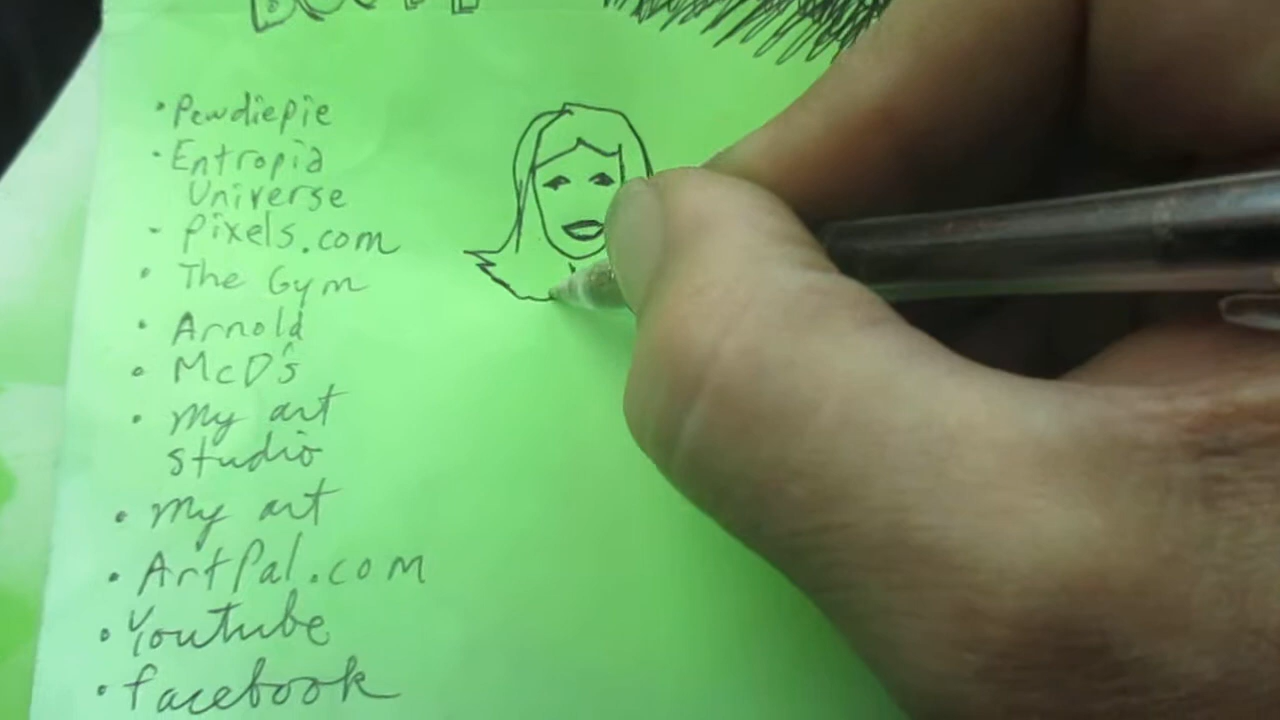 • Pewdiepie
• Entropia
Universe
- Pixels.com
• The Gym
• Arnold
• McD's
• My art
studio
• My art
• ArtPal.com
• Youtube
• facebook